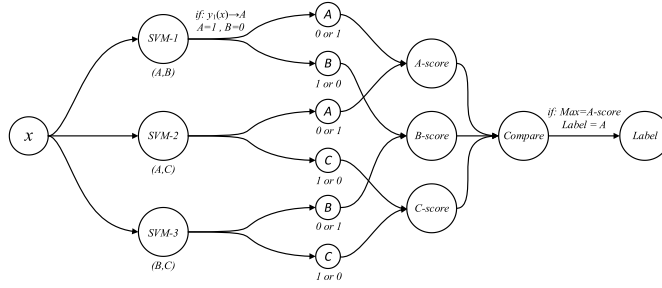 x
SVM-1
(A,B)
if: y₁(x)→A
A=1 , B=0
A
0 or 1
B
1 or 0
SVM-2
(A,C)
A
0 or 1
C
1 or 0
SVM-3
(B,C)
B
0 or 1
C
1 or 0
A-score
B-score
C-score
Compare
if: Max=A-score
Label = A
Label